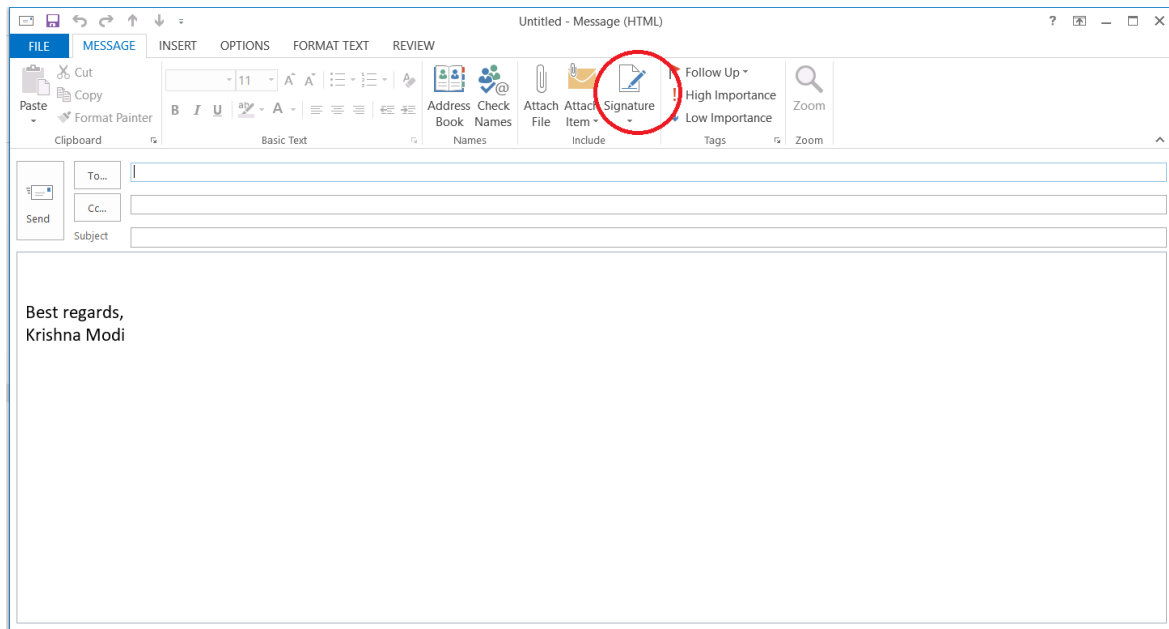 Untitled - Message (HTML)
?
FILE MESSAGE INSERT OPTIONS FORMAT TEXT REVIEW
Paste
Cut
Copy
Format Painter
Clipboard
11 A A
B I U aby A
Basic Text
Address Book
Check Names
Names
Attach File
Attach Item
Signature
Include
Follow Up
! High Importance
Low Importance
Tags
Zoom
Zoom
Send
To...
Cc...
Subject
Best regards,
Krishna Modi